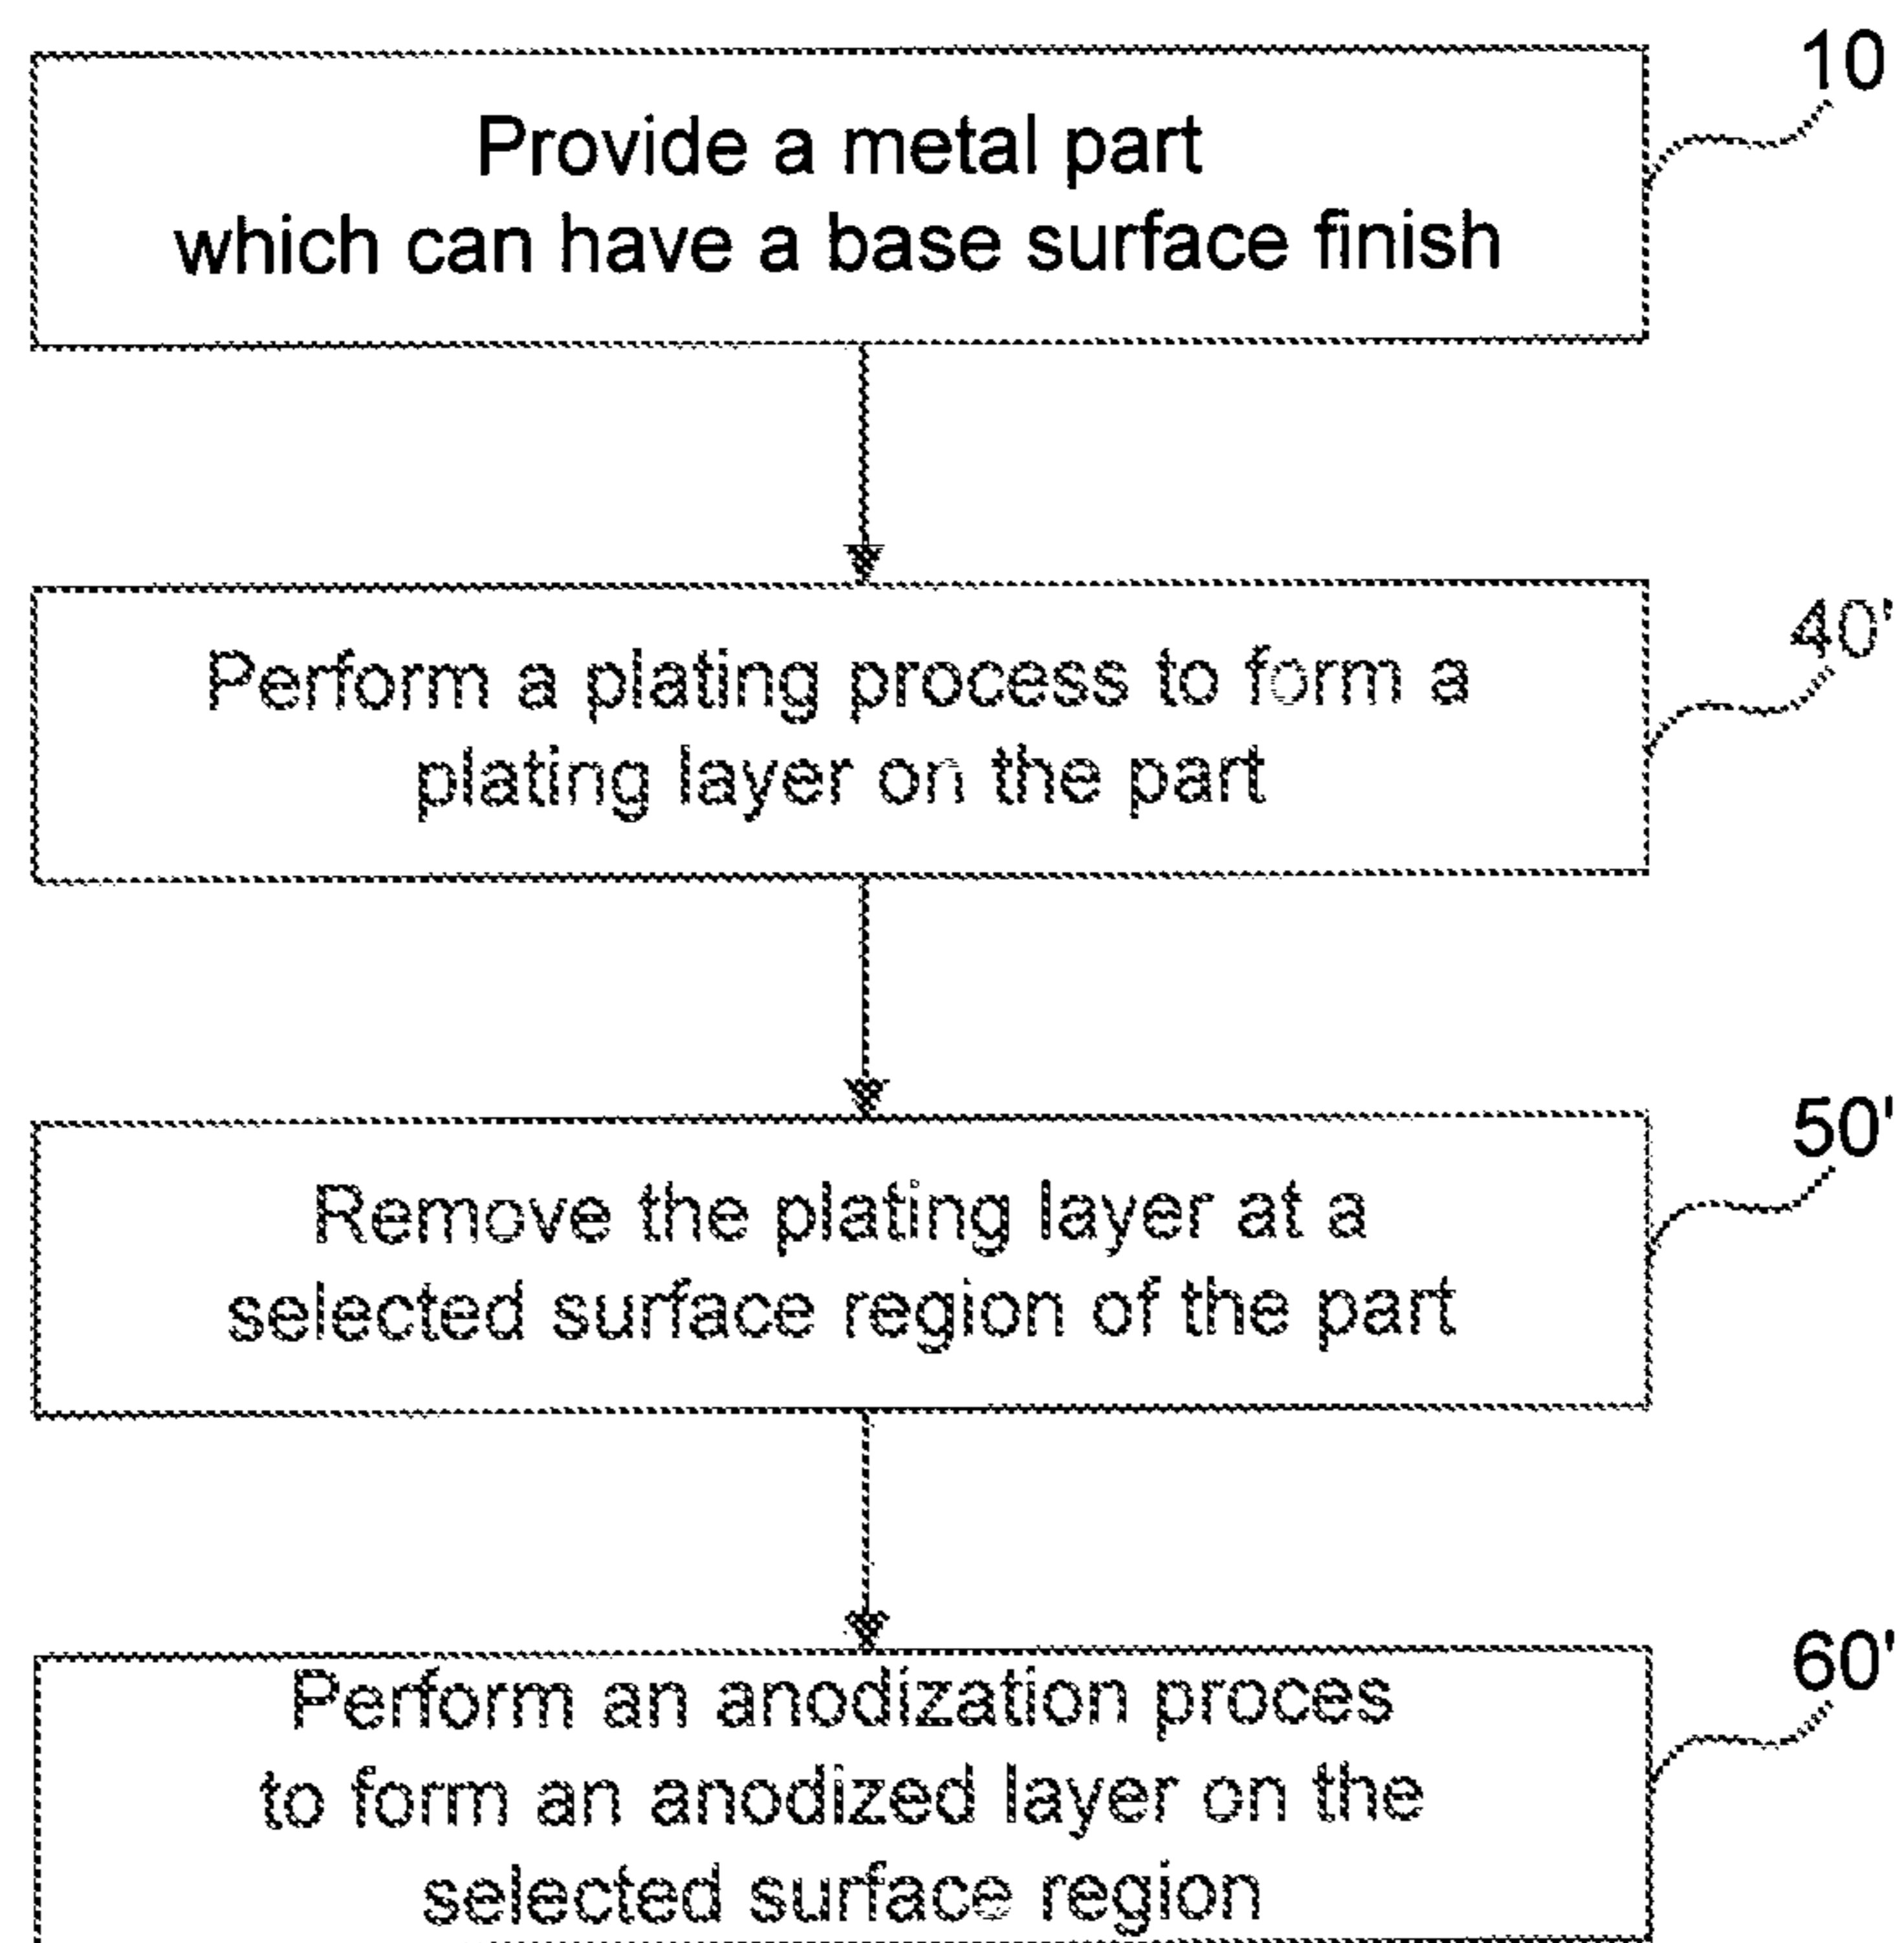 10
Provide a metal part
which can have a base surface finish
40'
Perform a plating process to form a
plating layer on the part
50'
Remove the plating layer at a
selected surface region of the part
60'
Perform an anodization proces
to form an anodized layer on the
selected surface region